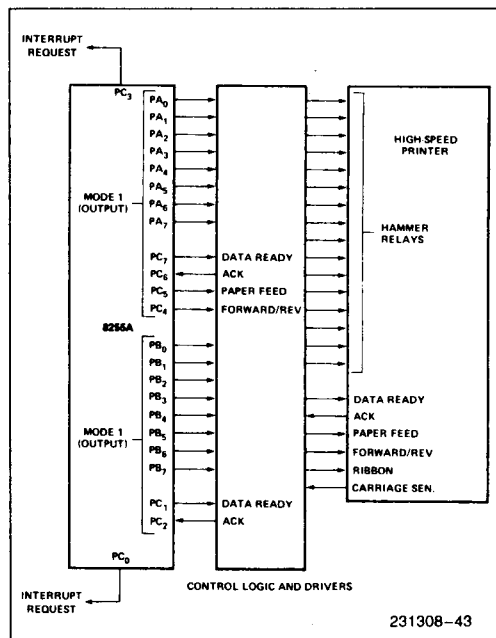 INTERRUPT
REQUEST
PC3
MODE 1
(OUTPUT)
PA0
PA1
PA2
PA3
PA4
PA5
PA6
PA7
PC7 DATA READY
PC6 ACK
PC5 PAPER FEED
PC4 FORWARD/REV
8255A
MODE 1
(OUTPUT)
PB0
PB1
PB2
PB3
PB4
PB5
PB6
PB7
PC1 DATA READY
PC2 ACK
PC0
INTERRUPT
REQUEST
CONTROL LOGIC AND DRIVERS
HIGH-SPEED
PRINTER
HAMMER
RELAYS
DATA READY
ACK
PAPER FEED
FORWARD/REV
RIBBON
CARRIAGE SEN.
231308-43